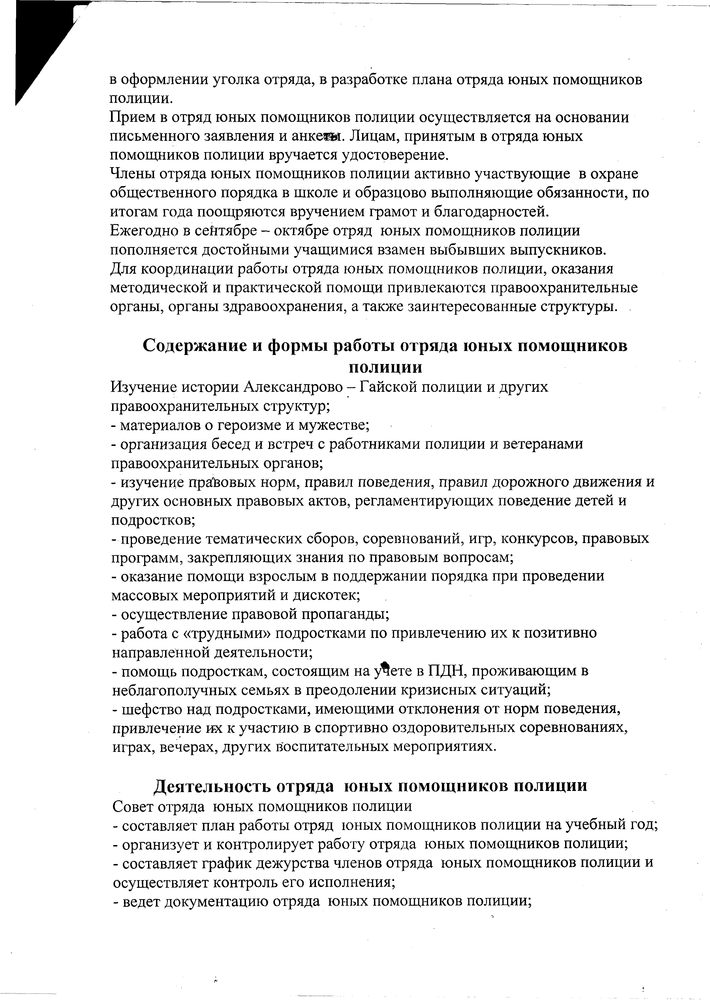 в оформлении уголка отряда, в разработке плана отряда юных помощников
полиции.
Прием в отряд юных помощников полиции осуществляется на основании
письменного заявления и анкеты. Лицам, принятым в отряда юных
помощников полиции вручается удостоверение.
Члены отряда юных помощников полиции активно участвующие  в охране
общественного порядка в школе и образцово выполняющие обязанности, по
итогам года поощряются вручением грамот и благодарностей.
Ежегодно в сентябре – октябре отряд  юных помощников полиции
пополняется достойными учащимися взамен выбывших выпускников.
Для координации работы отряда юных помощников полиции, оказания
методической и практической помощи привлекаются правоохранительные
органы, органы здравоохранения, а также заинтересованные структуры.
Содержание и формы работы отряда юных помощников
полиции
Изучение истории Александрово – Гайской полиции и других
правоохранительных структур;
- материалов о героизме и мужестве;
- организация бесед и встреч с работниками полиции и ветеранами
правоохранительных органов;
- изучение правовых норм, правил поведения, правил дорожного движения и
других основных правовых актов, регламентирующих поведение детей и
подростков;
- проведение тематических сборов, соревнований, игр, конкурсов, правовых
программ, закрепляющих знания по правовым вопросам;
- оказание помощи взрослым в поддержании порядка при проведении
массовых мероприятий и дискотек;
- осуществление правовой пропаганды;
- работа с «трудными» подростками по привлечению их к позитивно
направленной деятельности;
- помощь подросткам, состоящим на учете в ПДН, проживающим в
неблагополучных семьях в преодолении кризисных ситуаций;
- шефство над подростками, имеющими отклонения от норм поведения,
привлечение их к участию в спортивно оздоровительных соревнованиях,
играх, вечерах, других воспитательных мероприятиях.
Деятельность отряда  юных помощников полиции
Совет отряда  юных помощников полиции
- составляет план работы отряд  юных помощников полиции на учебный год;
- организует и контролирует работу отряда  юных помощников полиции;
- составляет график дежурства членов отряда  юных помощников полиции и
осуществляет контроль его исполнения;
- ведет документацию отряда  юных помощников полиции;